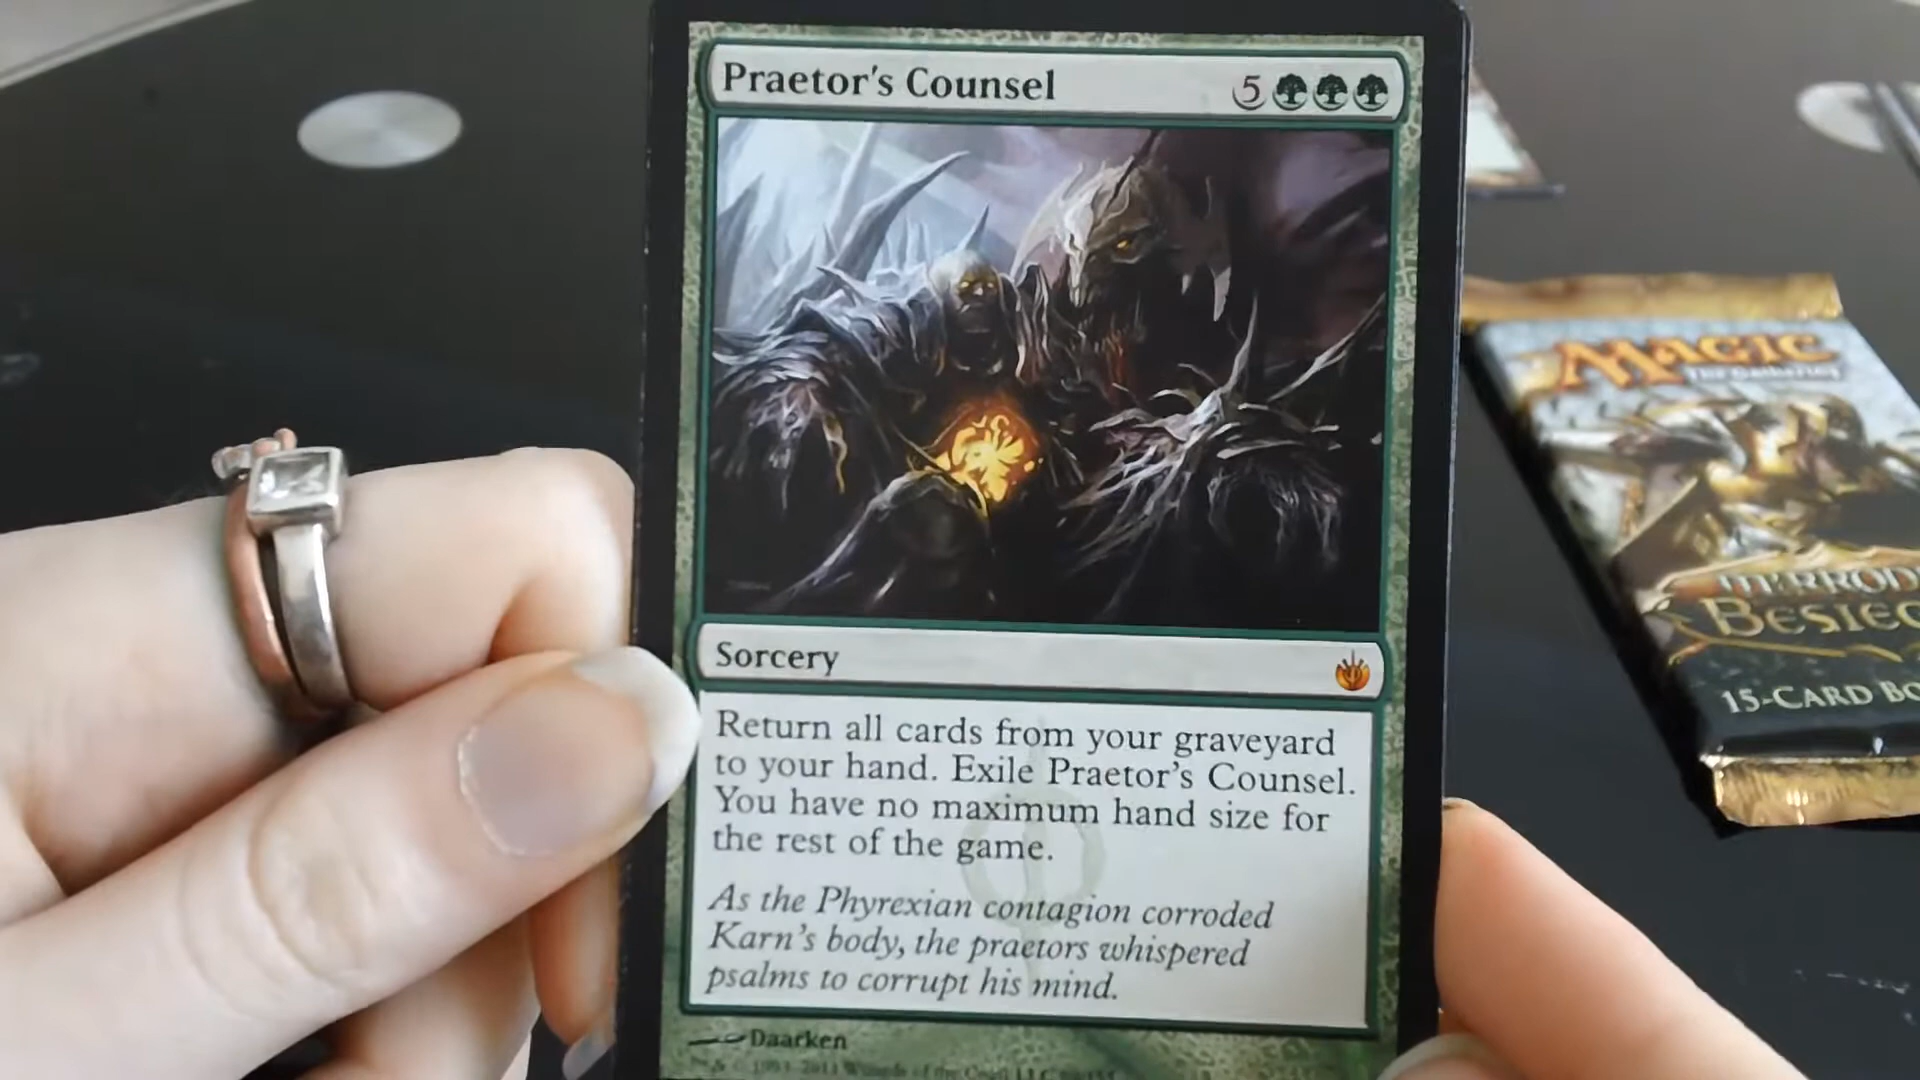 Praetor's Counsel 5
Sorcery
Return all cards from your graveyard
to your hand. Exile Praetor's Counsel.
You have no maximum hand size for
the rest of the game.
As the Phyrexian contagion corroded
Karn's body, the praetors whispered
psalms to corrupt his mind.
Daarken
Magic
The Gathering
15-Card